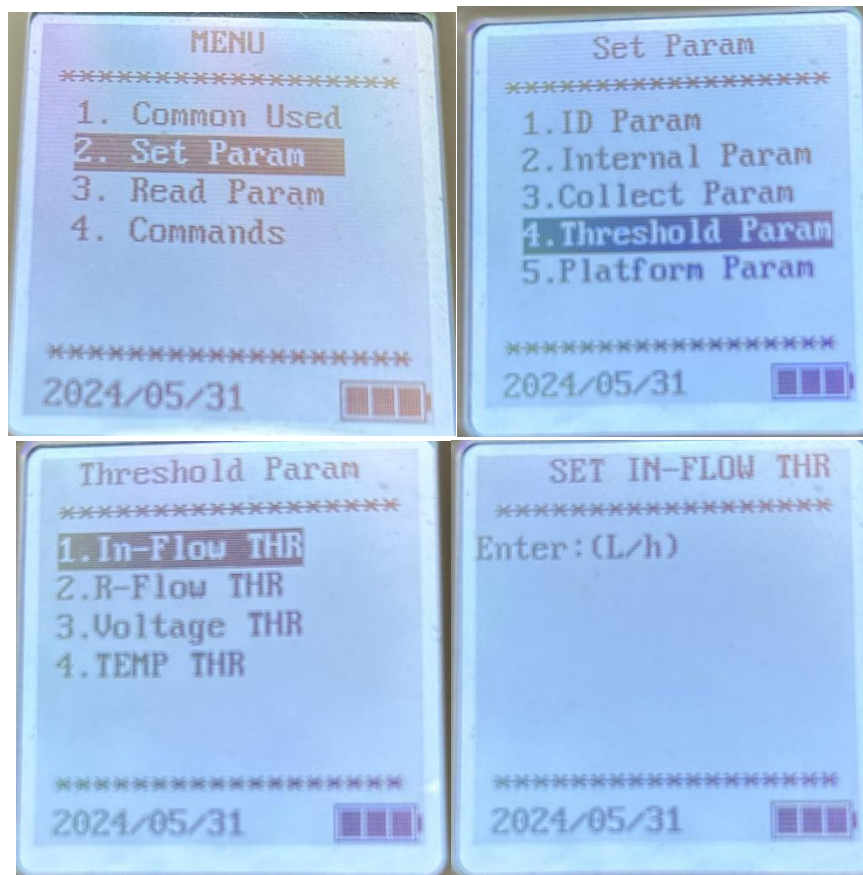 MENU
******************
1. Common Used
2. Set Param
3. Read Param
4. Commands
******************
2024/05/31
Set Param
*****************
1.ID Param
2.Internal Param
3.Collect Param
4.Threshold Param
5.Platform Param
*****************
2024/05/31
Threshold Param
******************
1.In-Flow THR
2.R-Flow THR
3.Voltage THR
4.TEMP THR
******************
2024/05/31
SET IN-FLOW THR
******************
Enter:(L/h)
******************
2024/05/31